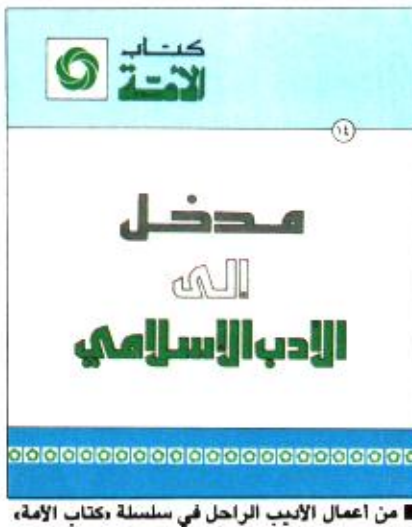 كتاب
الأمة
١٤
مدخل
إلى
الأدب الإسلامي
من أعمال الأديب الراحل في سلسلة «كتاب الأمة»